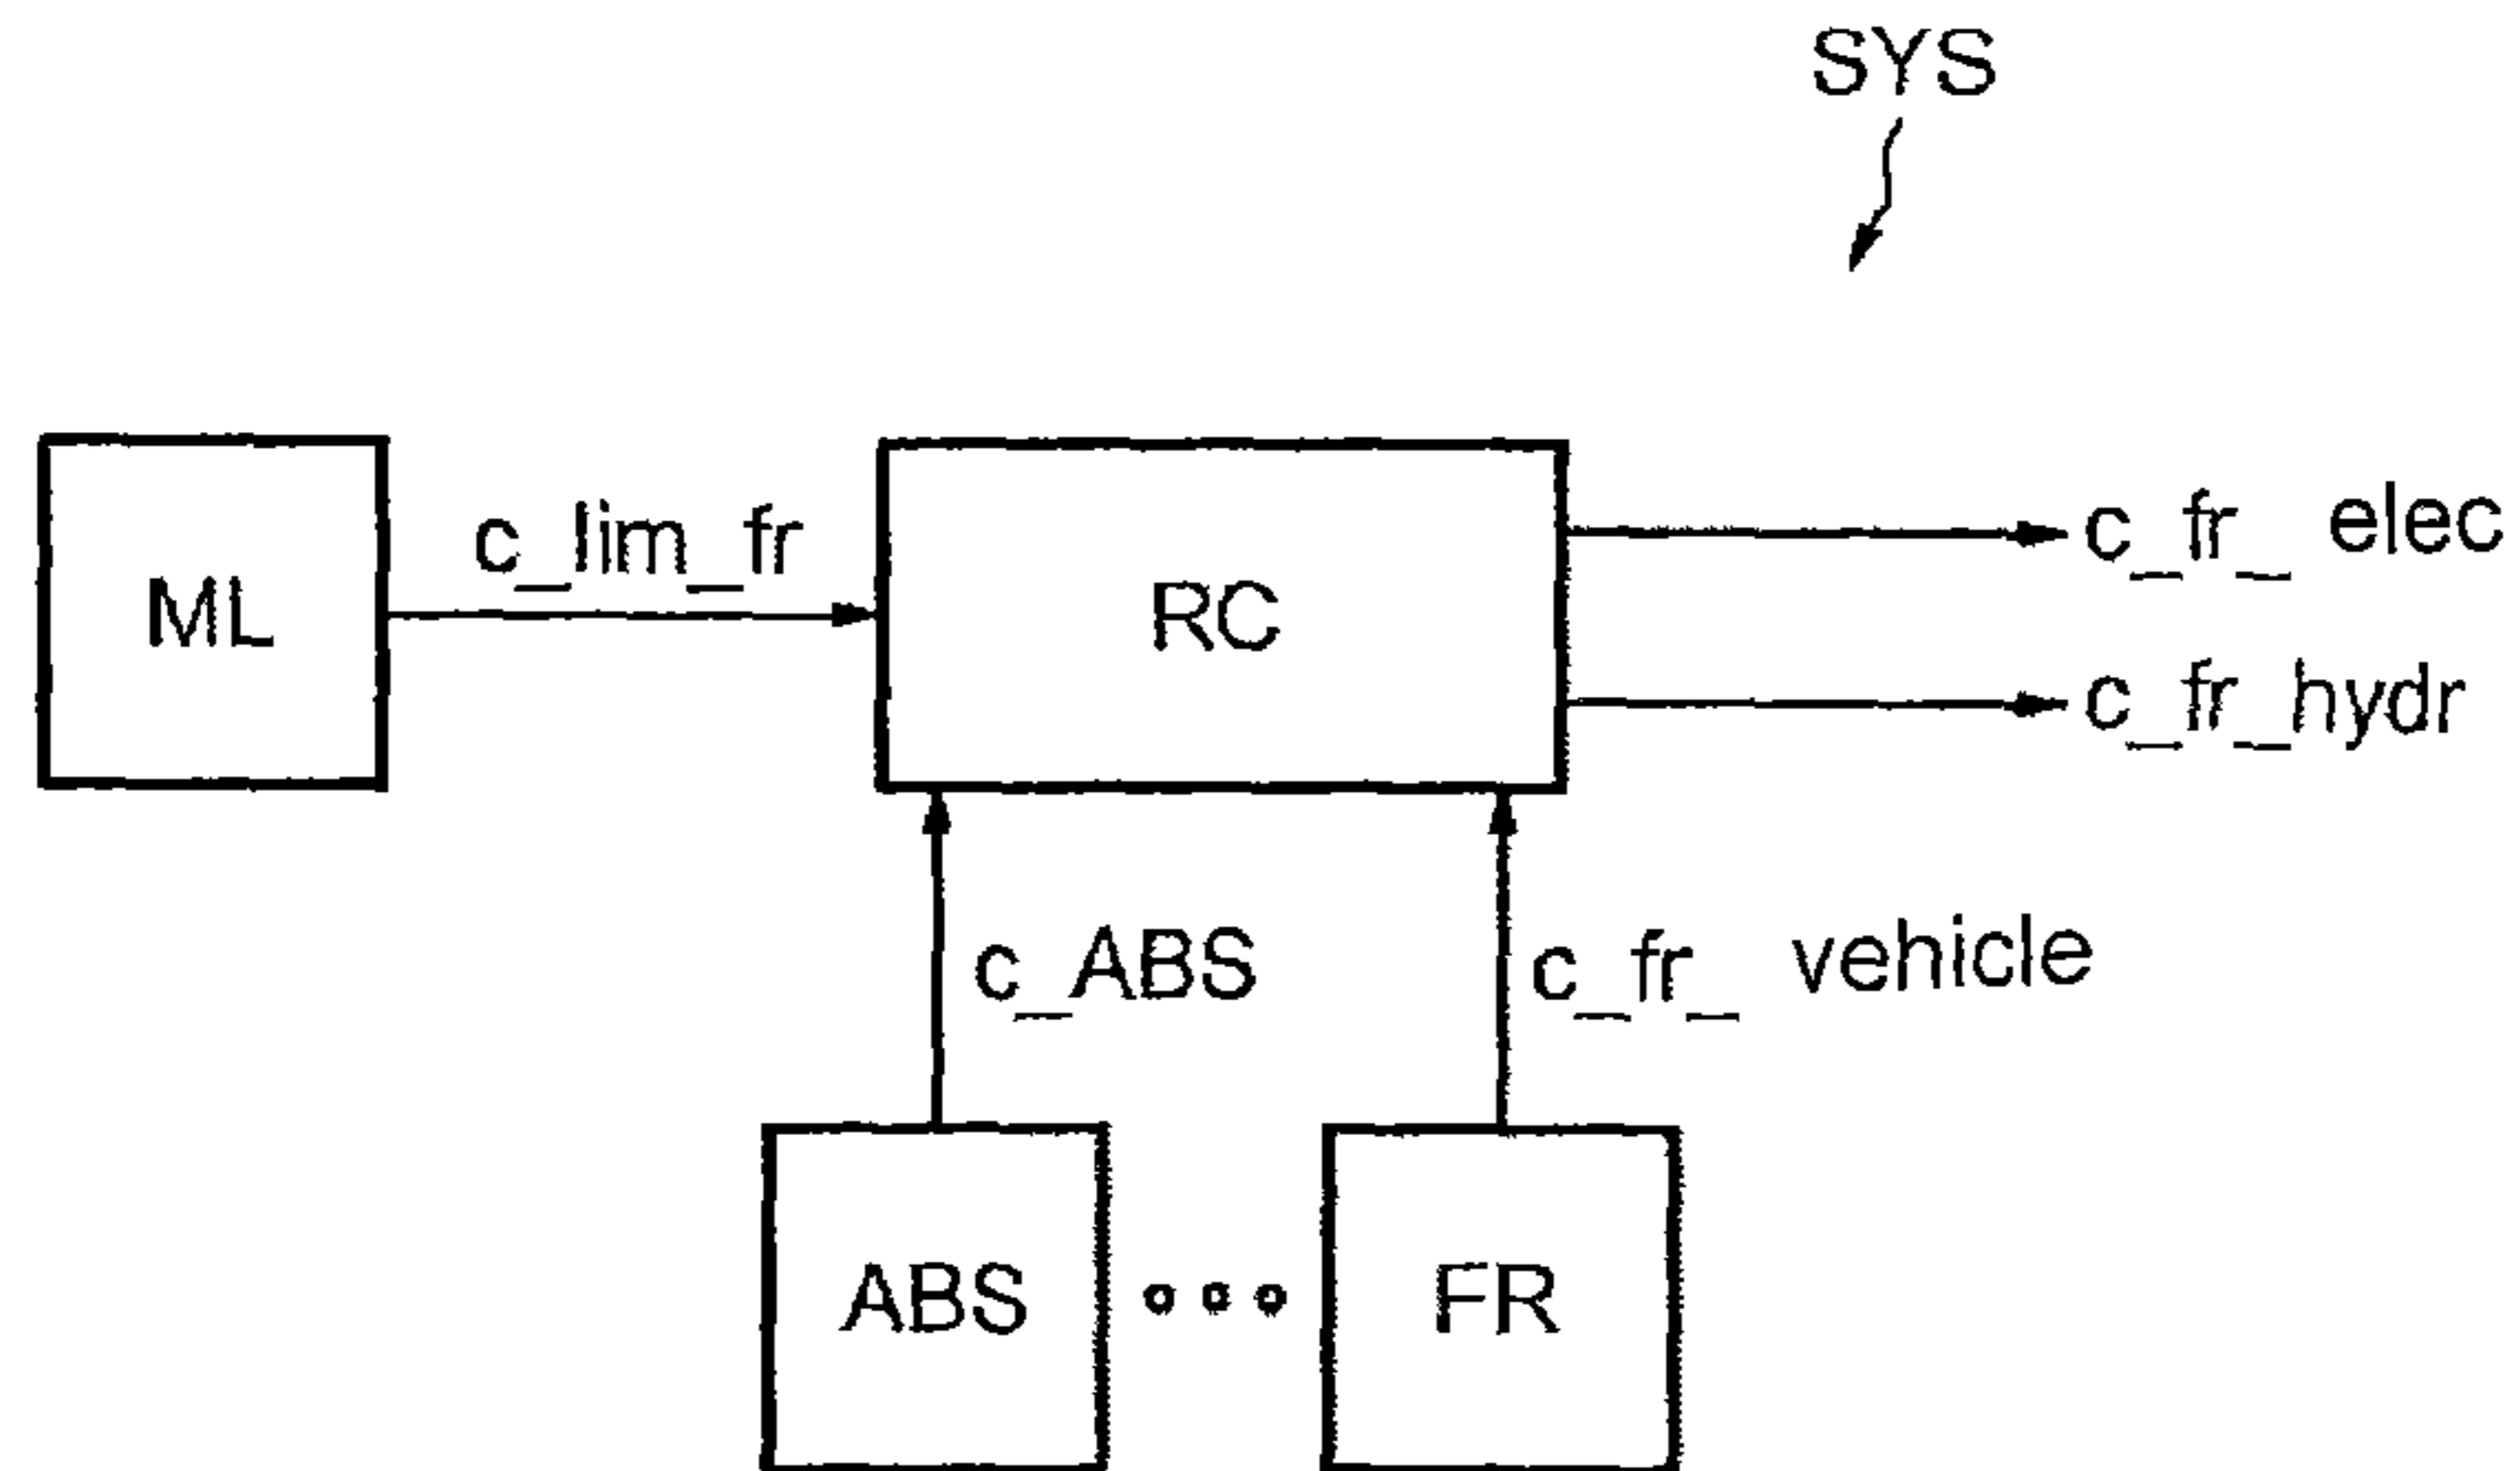 SYS
ML
c_lim_fr
RC
c_fr_ elec
c_fr_hydr
c_ABS
c_fr_ vehicle
ABS
FR